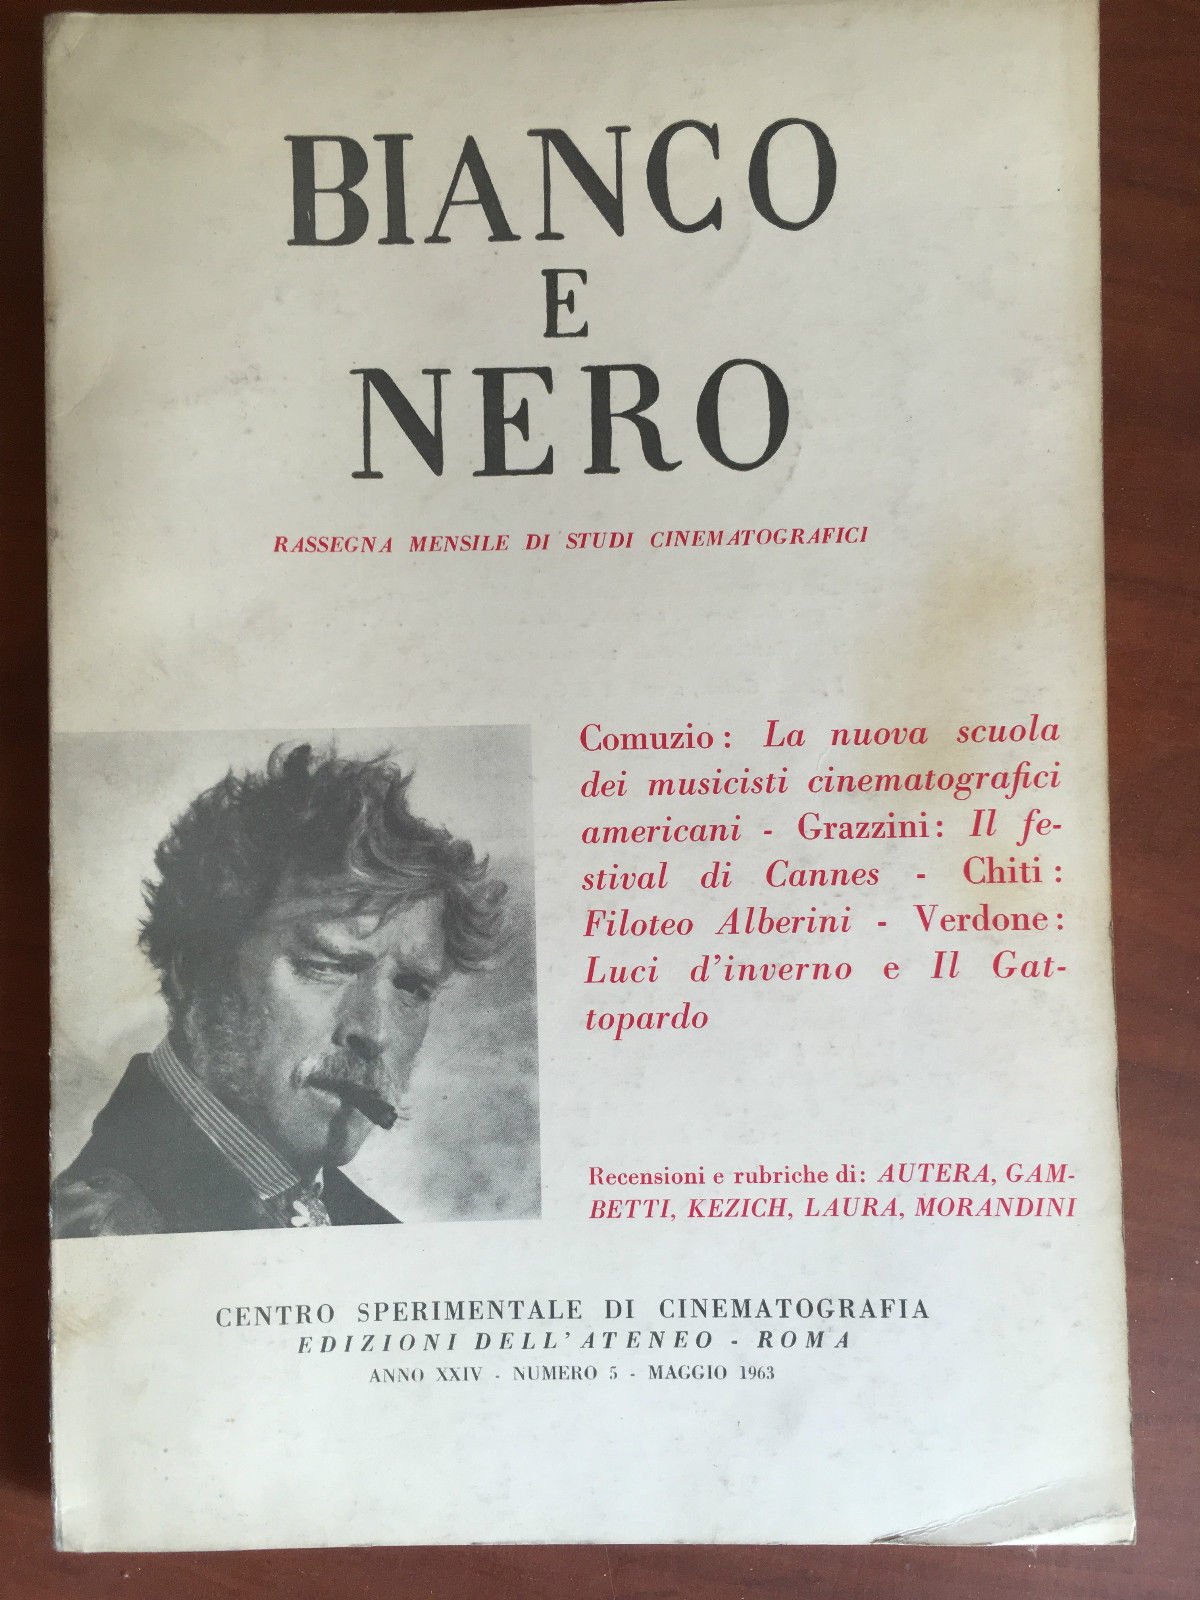 BIANCO
E
NERO
RASSEGNA MENSILE DI STUDI CINEMATOGRAFICI
Comuzio: La nuova scuola
dei musicisti cinematografici
americani - Grazzini: Il fe-
stival di Cannes - Chiti:
Filoteo Alberini - Verdone:
Luci d'inverno e Il Gat-
topardo
Recensioni e rubriche di: AUTERA, GAM-
BETTI, KEZICH, LAURA, MORANDINI
CENTRO SPERIMENTALE DI CINEMATOGRAFIA
EDIZIONI DELL'ATENEO - ROMA
ANNO XXIV - NUMERO 5 - MAGGIO 1963